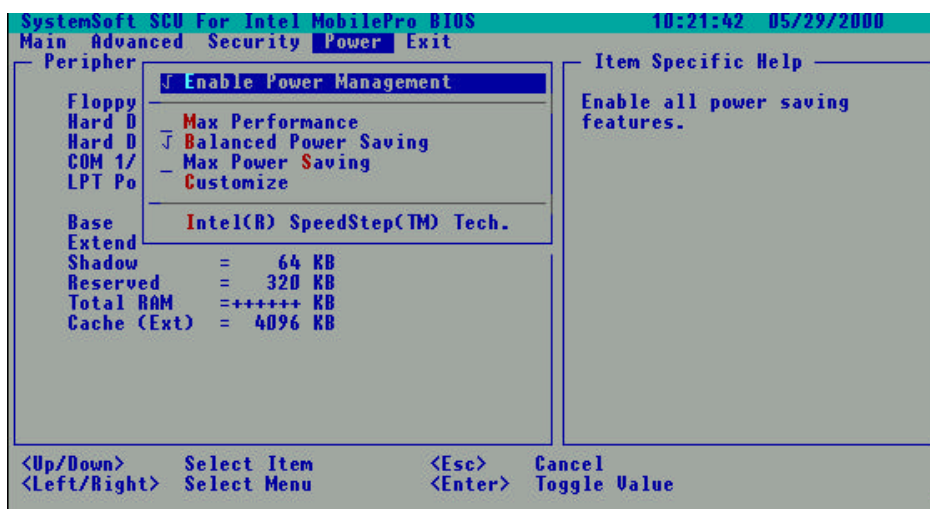 SystemSoft SCU For Intel MobilePro BIOS 10:21:42 05/29/2000
Main Advanced Security Power Exit
Peripher
Item Specific Help
√ Enable Power Management
Enable all power saving
features.
Floppy
Hard D
Hard D
COM 1/
LPT Po
_ Max Performance
√ Balanced Power Saving
_ Max Power Saving
Customize
Intel(R) SpeedStep(TM) Tech.
Base
Extend
Shadow = 64 KB
Reserved = 320 KB
Total RAM =++++++ KB
Cache (Ext) = 4096 KB
<Up/Down> Select Item <Esc> Cancel
<Left/Right> Select Menu <Enter> Toggle Value